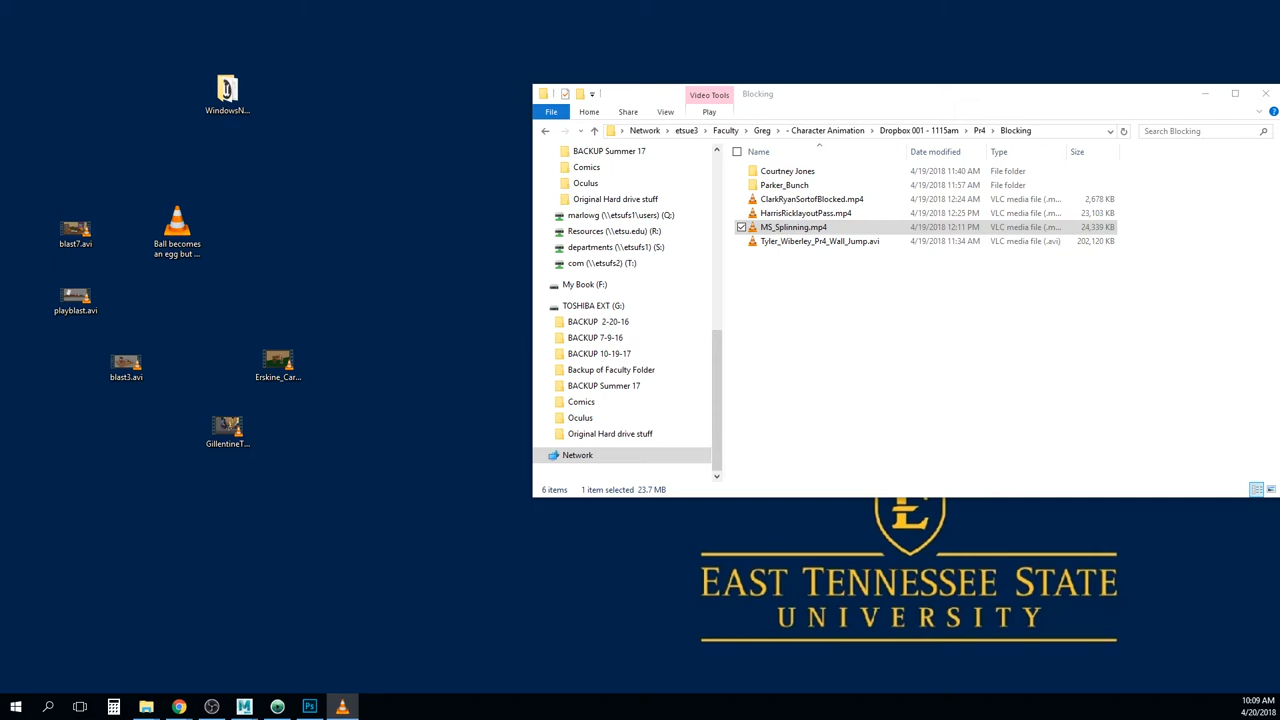 WindowsN...
blast7.avi
Ball becomes
an egg but ...
playblast.avi
blast3.avi
Erskine_Car...
GillentineT...
Video Tools
Blocking
File
Home
Share
View
Play
Network
etsue3
Faculty
Greg
- Character Animation
Dropbox 001 - 1115am
Pr4
Blocking
Search Blocking
BACKUP Summer 17
Comics
Oculus
Original Hard drive stuff
marlowg (\\etsufs1\users) (Q:)
Resources (\\etsu.edu) (R:)
departments (\\etsufs1) (S:)
com (\\etsufs2) (T:)
My Book (F:)
TOSHIBA EXT (G:)
BACKUP 2-20-16
BACKUP 7-9-16
BACKUP 10-19-17
Backup of Faculty Folder
BACKUP Summer 17
Comics
Oculus
Original Hard drive stuff
Network
Name Date modified Type Size
Courtney Jones 4/19/2018 11:40 AM File folder
Parker_Bunch 4/19/2018 11:57 AM File folder
ClarkRyanSortofBlocked.mp4 4/19/2018 12:24 AM VLC media file (.m... 2,678 KB
HarrisRicklayoutPass.mp4 4/19/2018 12:25 PM VLC media file (.m... 23,103 KB
MS_Splinning.mp4 4/19/2018 12:11 PM VLC media file (.m... 24,339 KB
Tyler_Wiberley_Pr4_Wall_Jump.avi 4/19/2018 11:34 AM VLC media file (.avi) 202,120 KB
6 items 1 item selected 23.7 MB
E
EAST TENNESSEE STATE
UNIVERSITY
Ps
10:09 AM
4/20/2018